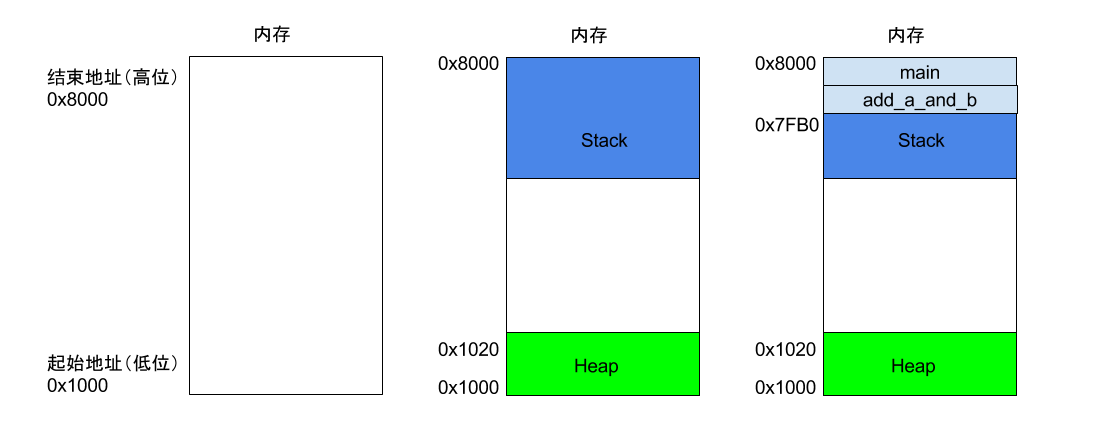 内存
结束地址（高位）
0x8000
起始地址（低位）
0x1000
内存
0x8000
Stack
0x1020
Heap
0x1000
内存
0x8000
main
add_a_and_b
0x7FB0
Stack
0x1020
Heap
0x1000